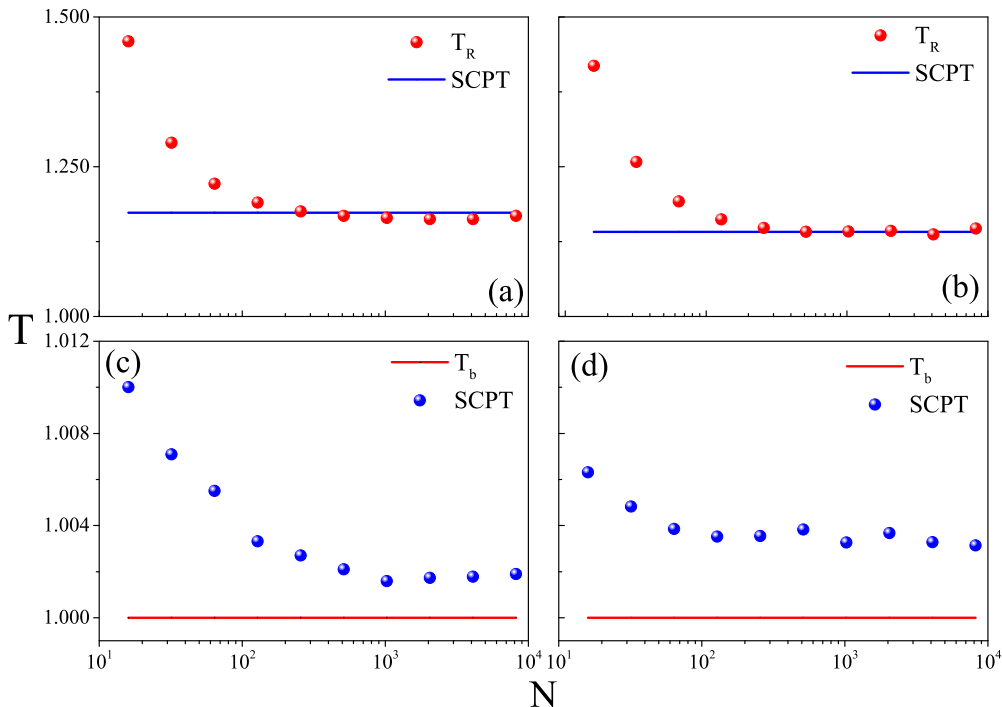 1.500
T_R
SCPT
1.250
1.000
(a)
T_R
SCPT
(b)
T
1.012
(c)
T_b
SCPT
1.008
1.004
1.000
10^1
10^2
10^3
10^4
(d)
T_b
SCPT
10^1
10^2
10^3
10^4
N